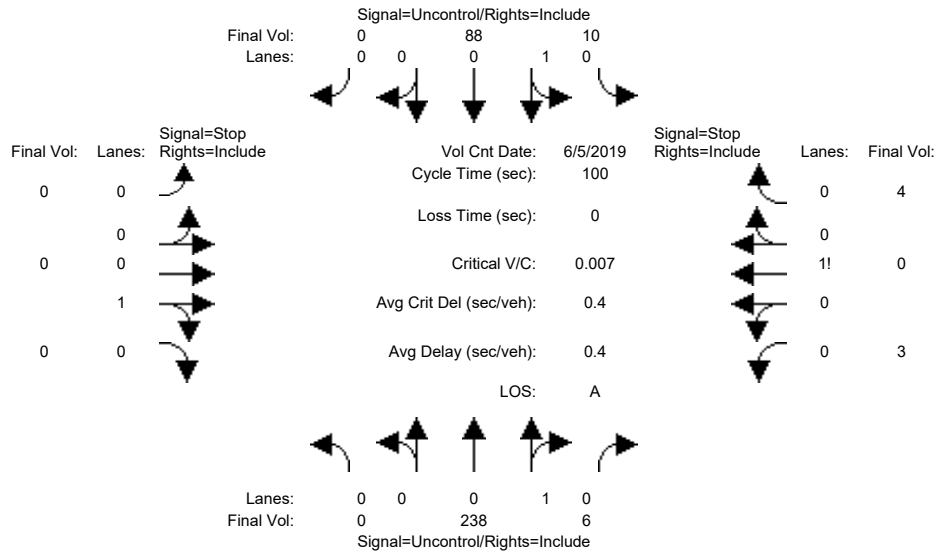 Signal=Uncontrol/Rights=Include
Final Vol: 0 88 10
Lanes: 0 0 0 1 0
Signal=Stop Signal=Stop
Final Vol: Lanes: Rights=Include Vol Cnt Date: 6/5/2019 Rights=Include Lanes: Final Vol:
Cycle Time (sec): 100
0 0 0 4
Loss Time (sec): 0
0 0
0 0 Critical V/C: 0.007 1! 0
1 Avg Crit Del (sec/veh): 0.4 0
0 0 Avg Delay (sec/veh): 0.4 0 3
LOS: A
Lanes: 0 0 0 1 0
Final Vol: 0 238 6
Signal=Uncontrol/Rights=Include